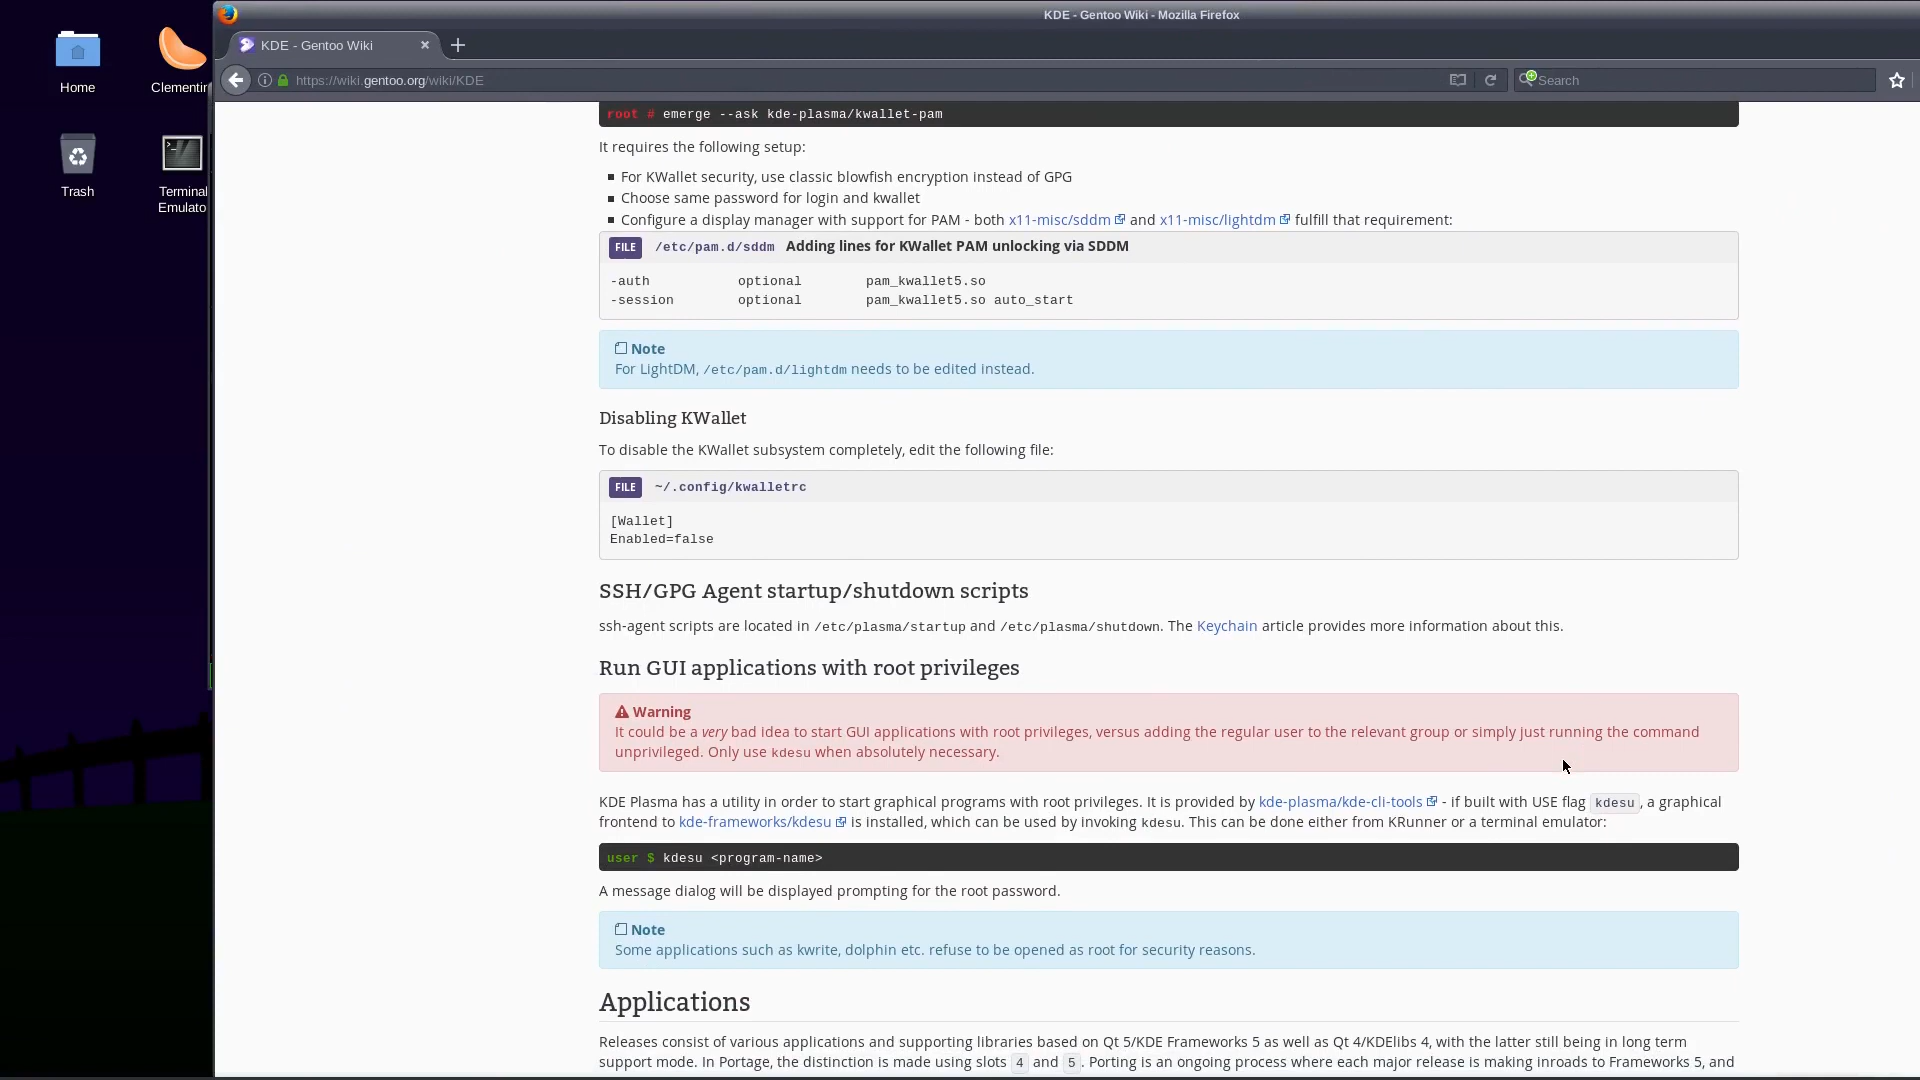 KDE - Gentoo Wiki - Mozilla Firefox
Home
Clementin
Trash
Terminal
Emulato
KDE - Gentoo Wiki
https://wiki.gentoo.org/wiki/KDE
Search
root # emerge --ask kde-plasma/kwallet-pam
It requires the following setup:
For KWallet security, use classic blowfish encryption instead of GPG
Choose same password for login and kwallet
Configure a display manager with support for PAM - both x11-misc/sddm and x11-misc/lightdm fulfill that requirement:
FILE /etc/pam.d/sddm Adding lines for KWallet PAM unlocking via SDDM
-auth optional pam_kwallet5.so
-session optional pam_kwallet5.so auto_start
Note
For LightDM, /etc/pam.d/lightdm needs to be edited instead.
Disabling KWallet
To disable the KWallet subsystem completely, edit the following file:
FILE ~/.config/kwalletrc
[Wallet]
Enabled=false
SSH/GPG Agent startup/shutdown scripts
ssh-agent scripts are located in /etc/plasma/startup and /etc/plasma/shutdown. The Keychain article provides more information about this.
Run GUI applications with root privileges
Warning
It could be a very bad idea to start GUI applications with root privileges, versus adding the regular user to the relevant group or simply just running the command
unprivileged. Only use kdesu when absolutely necessary.
KDE Plasma has a utility in order to start graphical programs with root privileges. It is provided by kde-plasma/kde-cli-tools - if built with USE flag kdesu, a graphical
frontend to kde-frameworks/kdesu is installed, which can be used by invoking kdesu. This can be done either from KRunner or a terminal emulator:
user $ kdesu <program-name>
A message dialog will be displayed prompting for the root password.
Note
Some applications such as kwrite, dolphin etc. refuse to be opened as root for security reasons.
Applications
Releases consist of various applications and supporting libraries based on Qt 5/KDE Frameworks 5 as well as Qt 4/KDElibs 4, with the latter still being in long term
support mode. In Portage, the distinction is made using slots 4 and 5. Porting is an ongoing process where each major release is making inroads to Frameworks 5, and